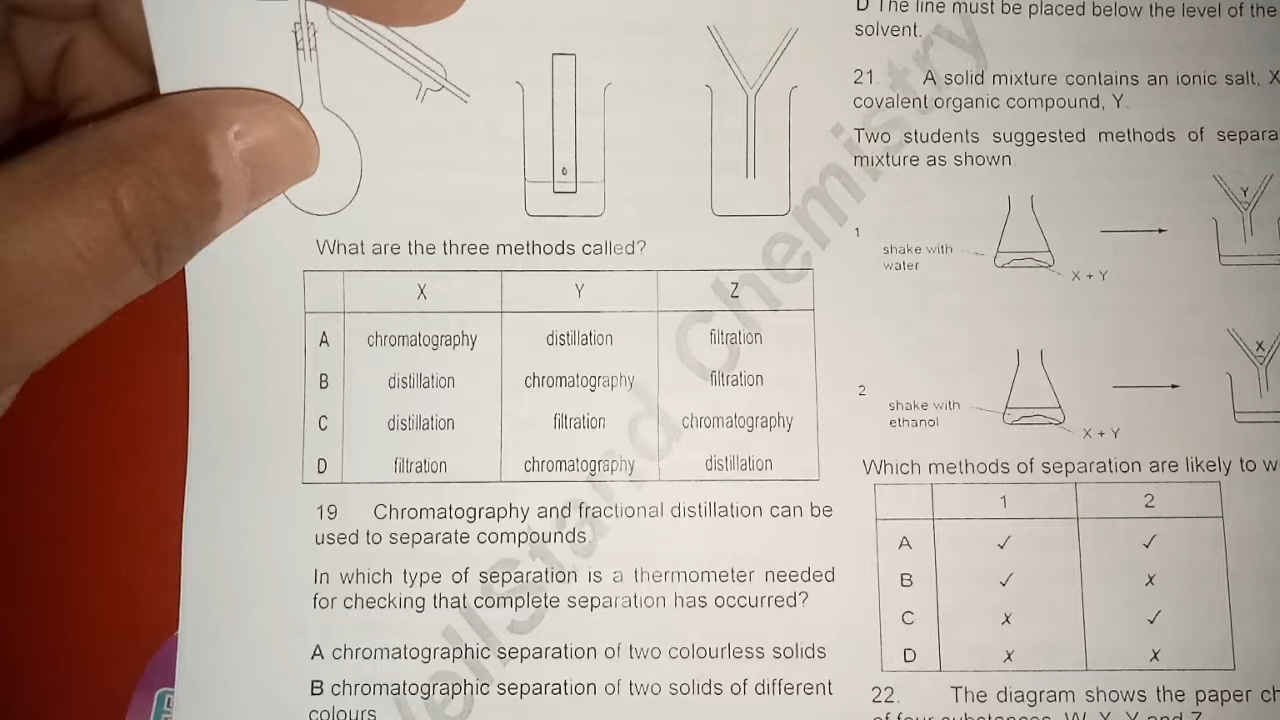 What are the three methods called?
X Y Z
A chromatography distillation filtration
B distillation chromatography filtration
C distillation filtration chromatography
D filtration chromatography distillation
19 Chromatography and fractional distillation can be
used to separate compounds.
In which type of separation is a thermometer needed
for checking that complete separation has occurred?
A chromatographic separation of two colourless solids
B chromatographic separation of two solids of different
colours
D The line must be placed below the level of the
solvent.
21. A solid mixture contains an ionic salt, X
covalent organic compound, Y.
Two students suggested methods of separa
mixture as shown.
1
shake with
water
X + Y
Y
2
shake with
ethanol
X + Y
X
Which methods of separation are likely to w
1 2
A ✓ ✓
B ✓ x
C x ✓
D x x
22. The diagram shows the paper ch
of four substances, W, X, Y and Z.
Chemistry